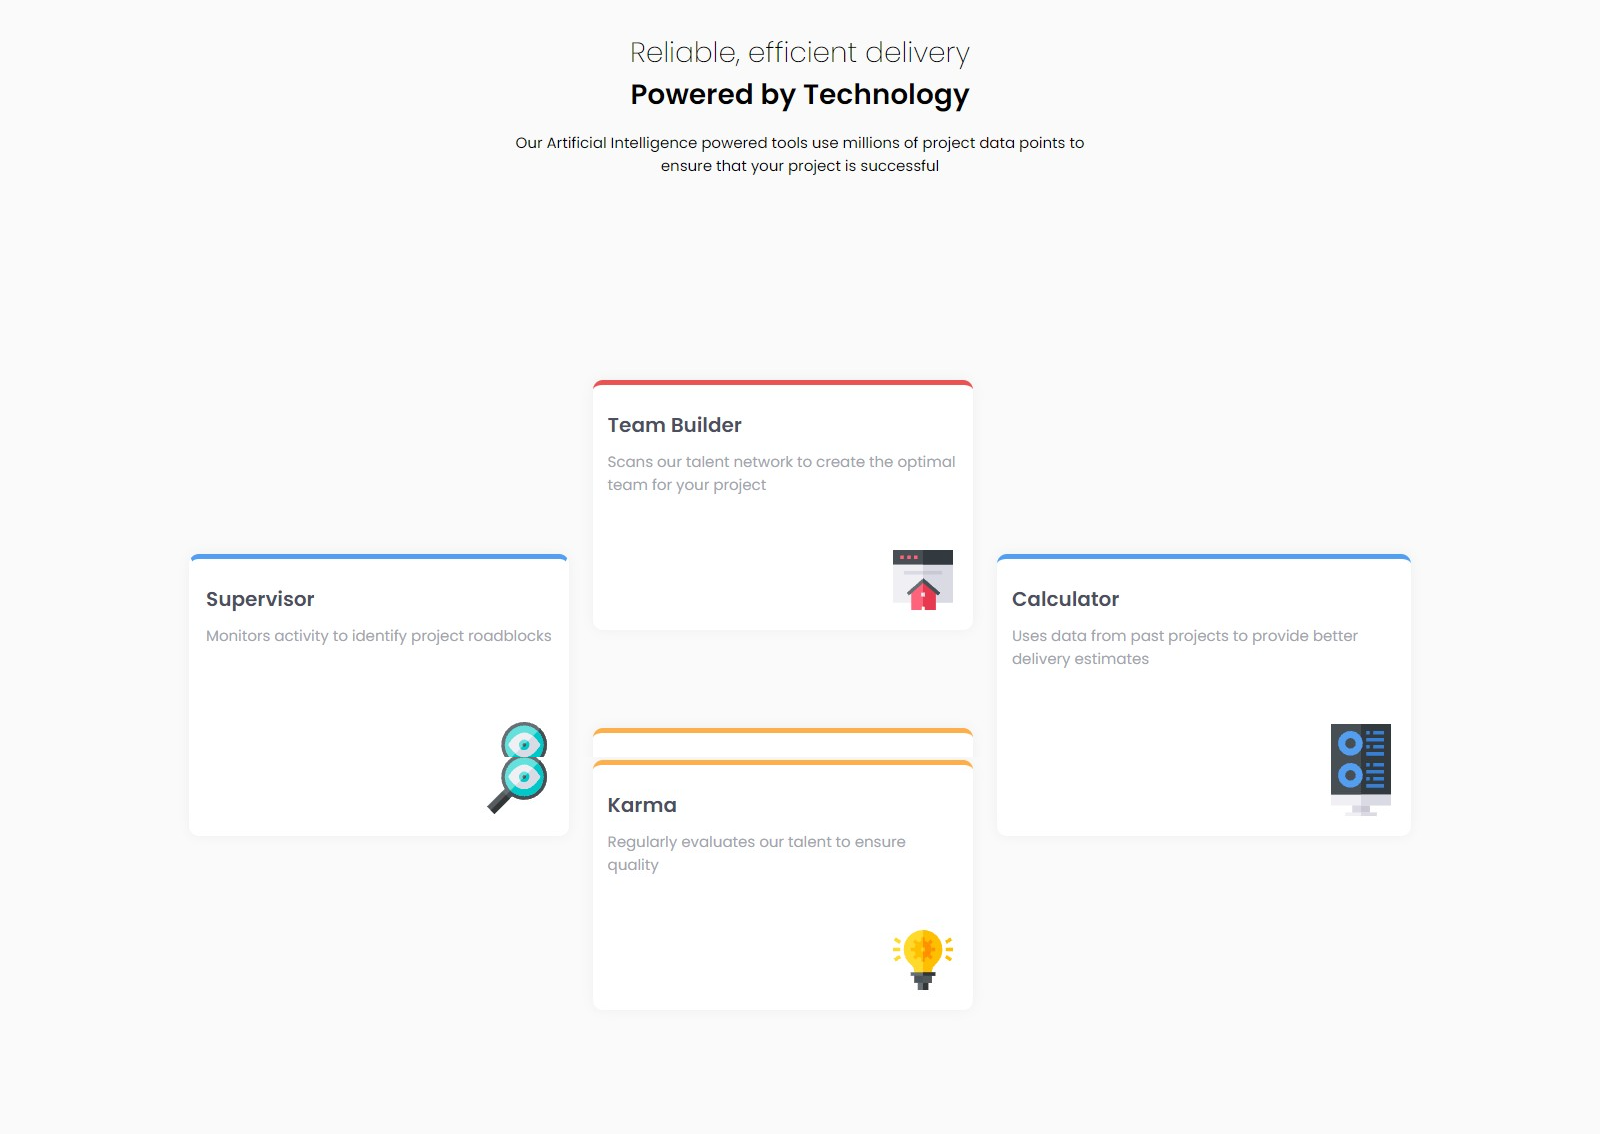 Reliable, efficient delivery
Powered by Technology
Our Artificial Intelligence powered tools use millions of project data points to
ensure that your project is successful
Team Builder
Scans our talent network to create the optimal
team for your project
Supervisor
Monitors activity to identify project roadblocks
Calculator
Uses data from past projects to provide better
delivery estimates
Karma
Regularly evaluates our talent to ensure
quality